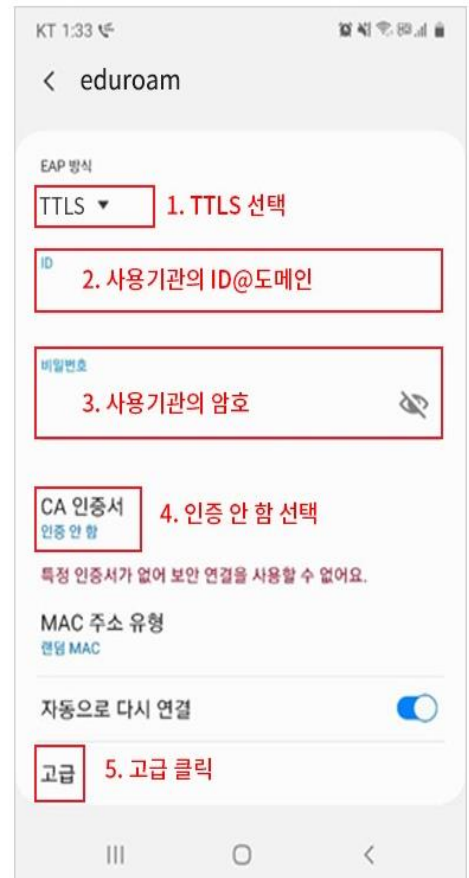 KT 1:33
eduroam
EAP 방식
TTLS ▼ 1. TTLS 선택
ID
2. 사용기관의 ID@도메인
비밀번호
3. 사용기관의 암호
CA 인증서
인증 안 함
4. 인증 안 함 선택
특정 인증서가 없어 보안 연결을 사용할 수 없어요.
MAC 주소 유형
랜덤 MAC
자동으로 다시 연결
고급 5. 고급 클릭